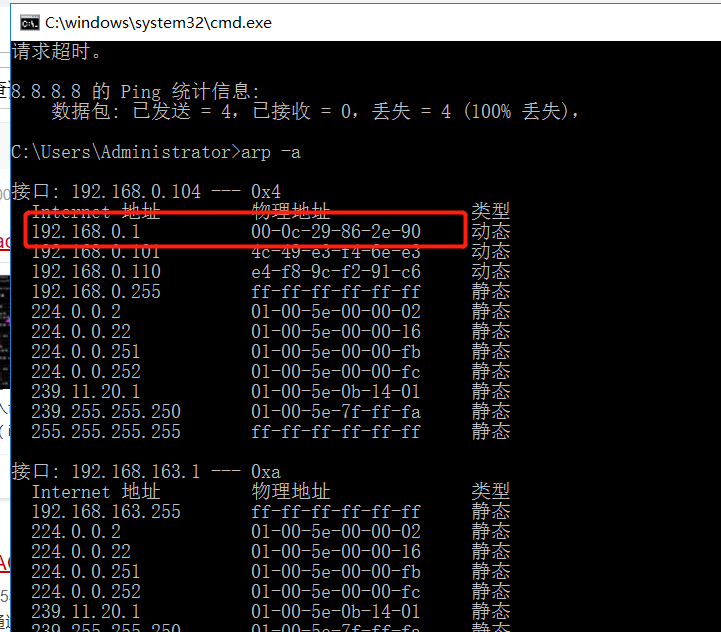 C:\windows\system32\cmd.exe
请求超时。
8.8.8.8 的 Ping 统计信息:
数据包: 已发送 = 4，已接收 = 0，丢失 = 4 (100% 丢失)，
C:\Users\Administrator>arp -a
接口: 192.168.0.104 --- 0x4
Internet 地址 物理地址 类型
192.168.0.1 00-0c-29-86-2e-90 动态
192.168.0.101 4c-49-e3-f4-6e-e3 动态
192.168.0.110 e4-f8-9c-f2-91-c6 动态
192.168.0.255 ff-ff-ff-ff-ff-ff 静态
224.0.0.2 01-00-5e-00-00-02 静态
224.0.0.22 01-00-5e-00-00-16 静态
224.0.0.251 01-00-5e-00-00-fb 静态
224.0.0.252 01-00-5e-00-00-fc 静态
239.11.20.1 01-00-5e-0b-14-01 静态
239.255.255.250 01-00-5e-7f-ff-fa 静态
255.255.255.255 ff-ff-ff-ff-ff-ff 静态
接口: 192.168.163.1 --- 0xa
Internet 地址 物理地址 类型
192.168.163.255 ff-ff-ff-ff-ff-ff 静态
224.0.0.2 01-00-5e-00-00-02 静态
224.0.0.22 01-00-5e-00-00-16 静态
224.0.0.251 01-00-5e-00-00-fb 静态
224.0.0.252 01-00-5e-00-00-fc 静态
239.11.20.1 01-00-5e-0b-14-01 静态
239.255.255.250 01-00-5e-7f-ff-fa 静态